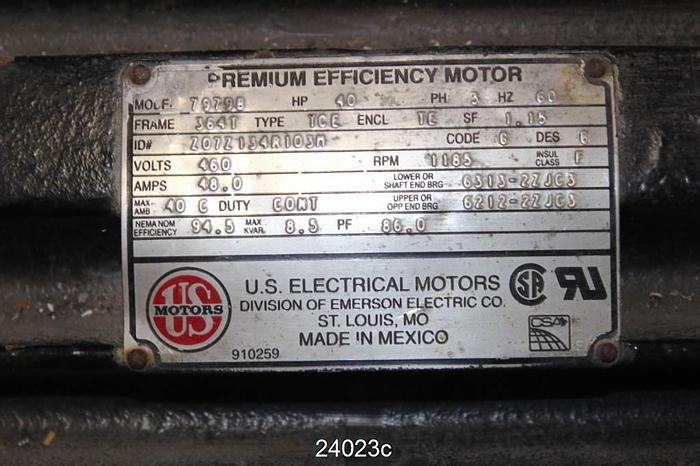 PREMIUM EFFICIENCY MOTOR
MODEL 7979B HP 40 PH 3 HZ 60
FRAME 364T TYPE TCE ENCL TE SF 1.15
ID# Z07Z134R103M CODE G DES B
VOLTS 460 RPM 1185 INSUL CLASS F
AMPS 48.0 LOWER OR SHAFT END BRG 6313-2ZJC3
MAX AMB 40 C DUTY CONT UPPER OR OPP END BRG 6212-2ZJC3
NEMA NOM EFFICIENCY 94.5 MAX KVAR 8.5 PF 86.0
US MOTORS
U.S. ELECTRICAL MOTORS
DIVISION OF EMERSON ELECTRIC CO.
ST. LOUIS, MO
MADE IN MEXICO
910259
SA
RU
CSA
24023c